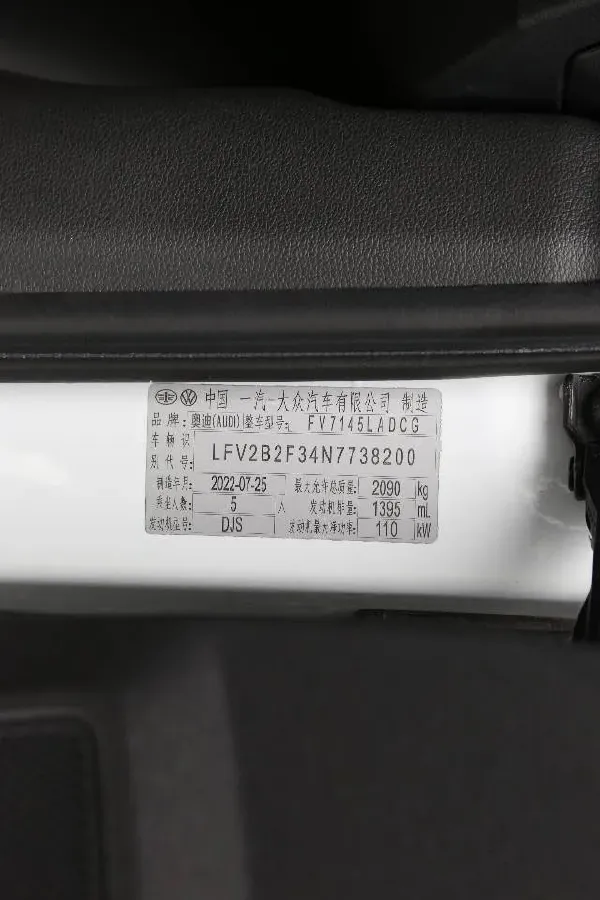 中国 一汽-大众汽车有限公司 制造
品牌: 奥迪(AUDI) 整车型号: FV7145LADCG
车辆识别代号: LFV2B2F34N7738200
制造年月: 2022-07-25 最大允许总质量: 2090 kg
乘坐人数: 5 人 发动机排量: 1395 mL
发动机型号: DJS 发动机最大净功率: 110 kW